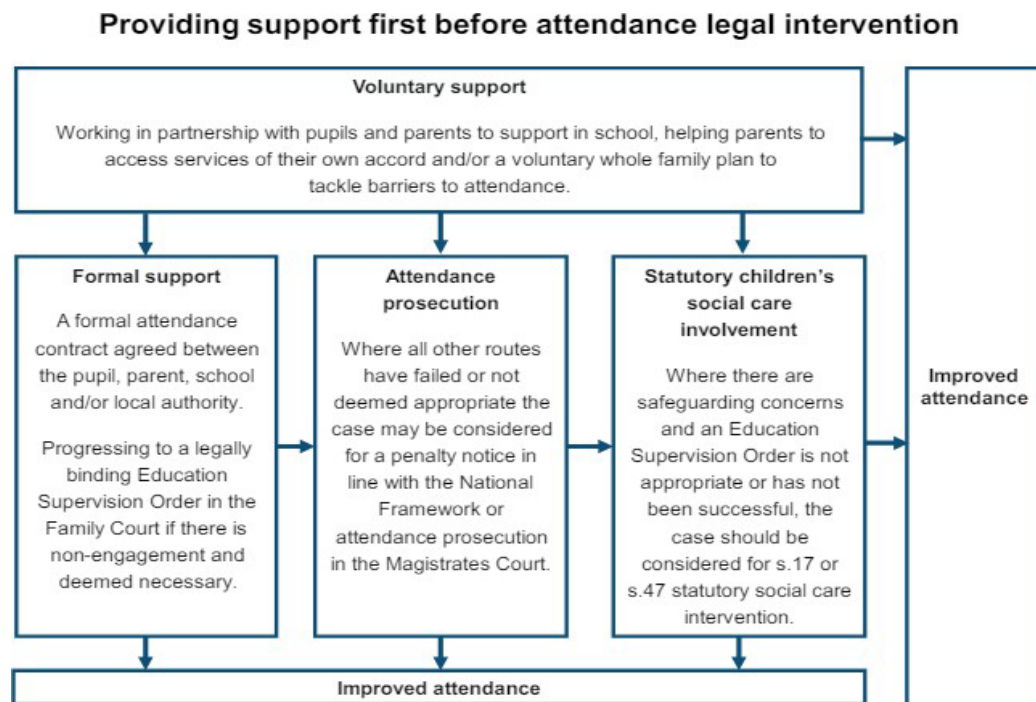 Providing support first before attendance legal intervention
Voluntary support
Working in partnership with pupils and parents to support in school, helping parents to
access services of their own accord and/or a voluntary whole family plan to
tackle barriers to attendance.
Formal support
A formal attendance
contract agreed between
the pupil, parent, school
and/or local authority.
Progressing to a legally
binding Education
Supervision Order in the
Family Court if there is
non-engagement and
deemed necessary.
Attendance
prosecution
Where all other routes
have failed or not
deemed appropriate the
case may be considered
for a penalty notice in
line with the National
Framework or
attendance prosecution
in the Magistrates Court.
Statutory children's
social care
involvement
Where there are
safeguarding concerns
and an Education
Supervision Order is not
appropriate or has not
been successful, the
case should be
considered for s.17 or
s.47 statutory social care
intervention.
Improved
attendance
Improved attendance